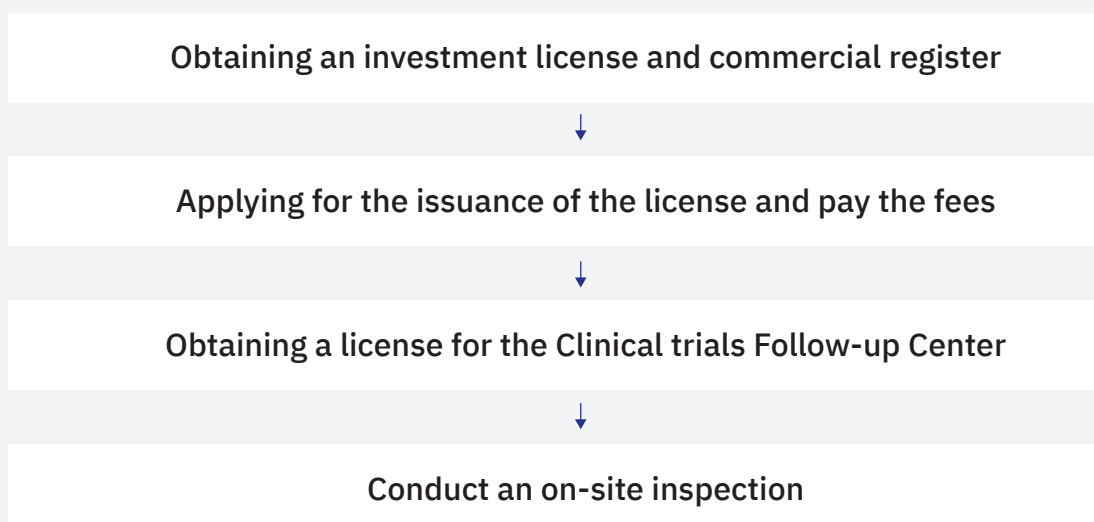 Obtaining an investment license and commercial register
Applying for the issuance of the license and pay the fees
Obtaining a license for the Clinical trials Follow-up Center
Conduct an on-site inspection